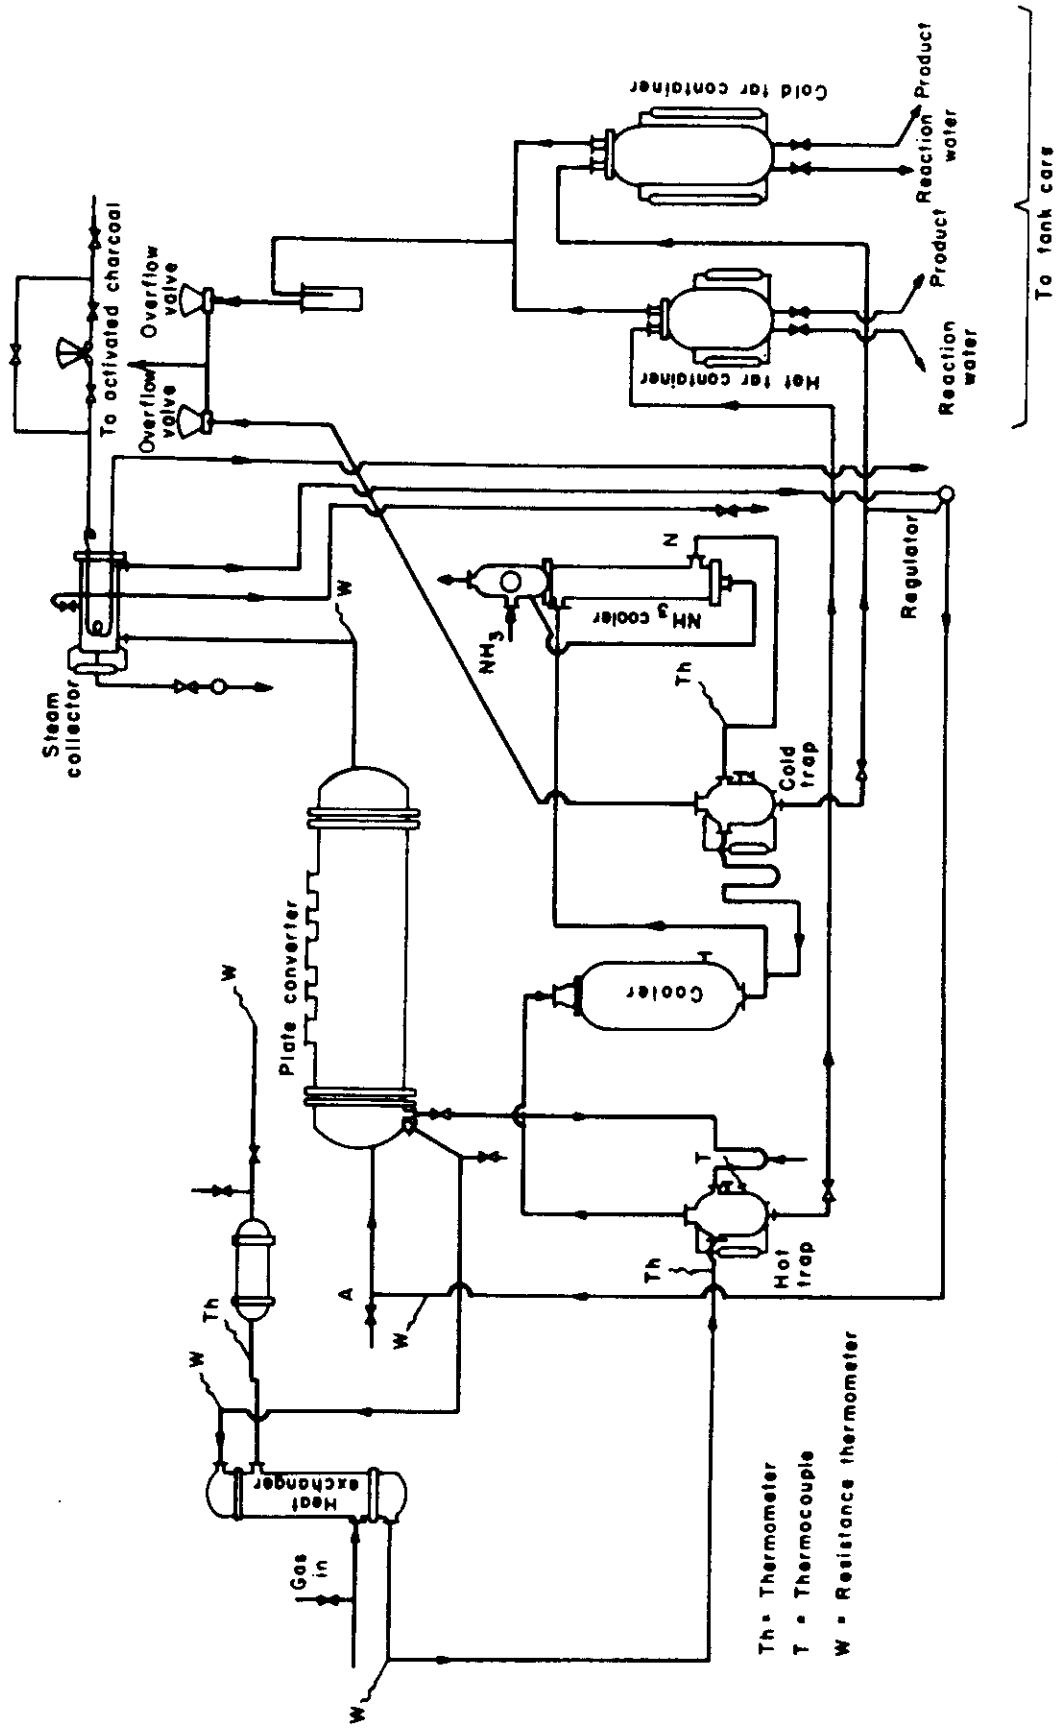 Steam
collector
To activated charcoal
Overflow
valve
Overflow
valve
W
NH3
NH3 cooler
N
Th
Cold
trap
Hot tar container
Cold tar container
Reaction
water
Product
Reaction
water
Product
To tank cars
Regulator
Plate converter
W
Cooler
Th
W
A
W
T
Th
Hot
trap
Heat
exchanger
Gas
in
W
Th = Thermometer
T = Thermocouple
W = Resistance thermometer